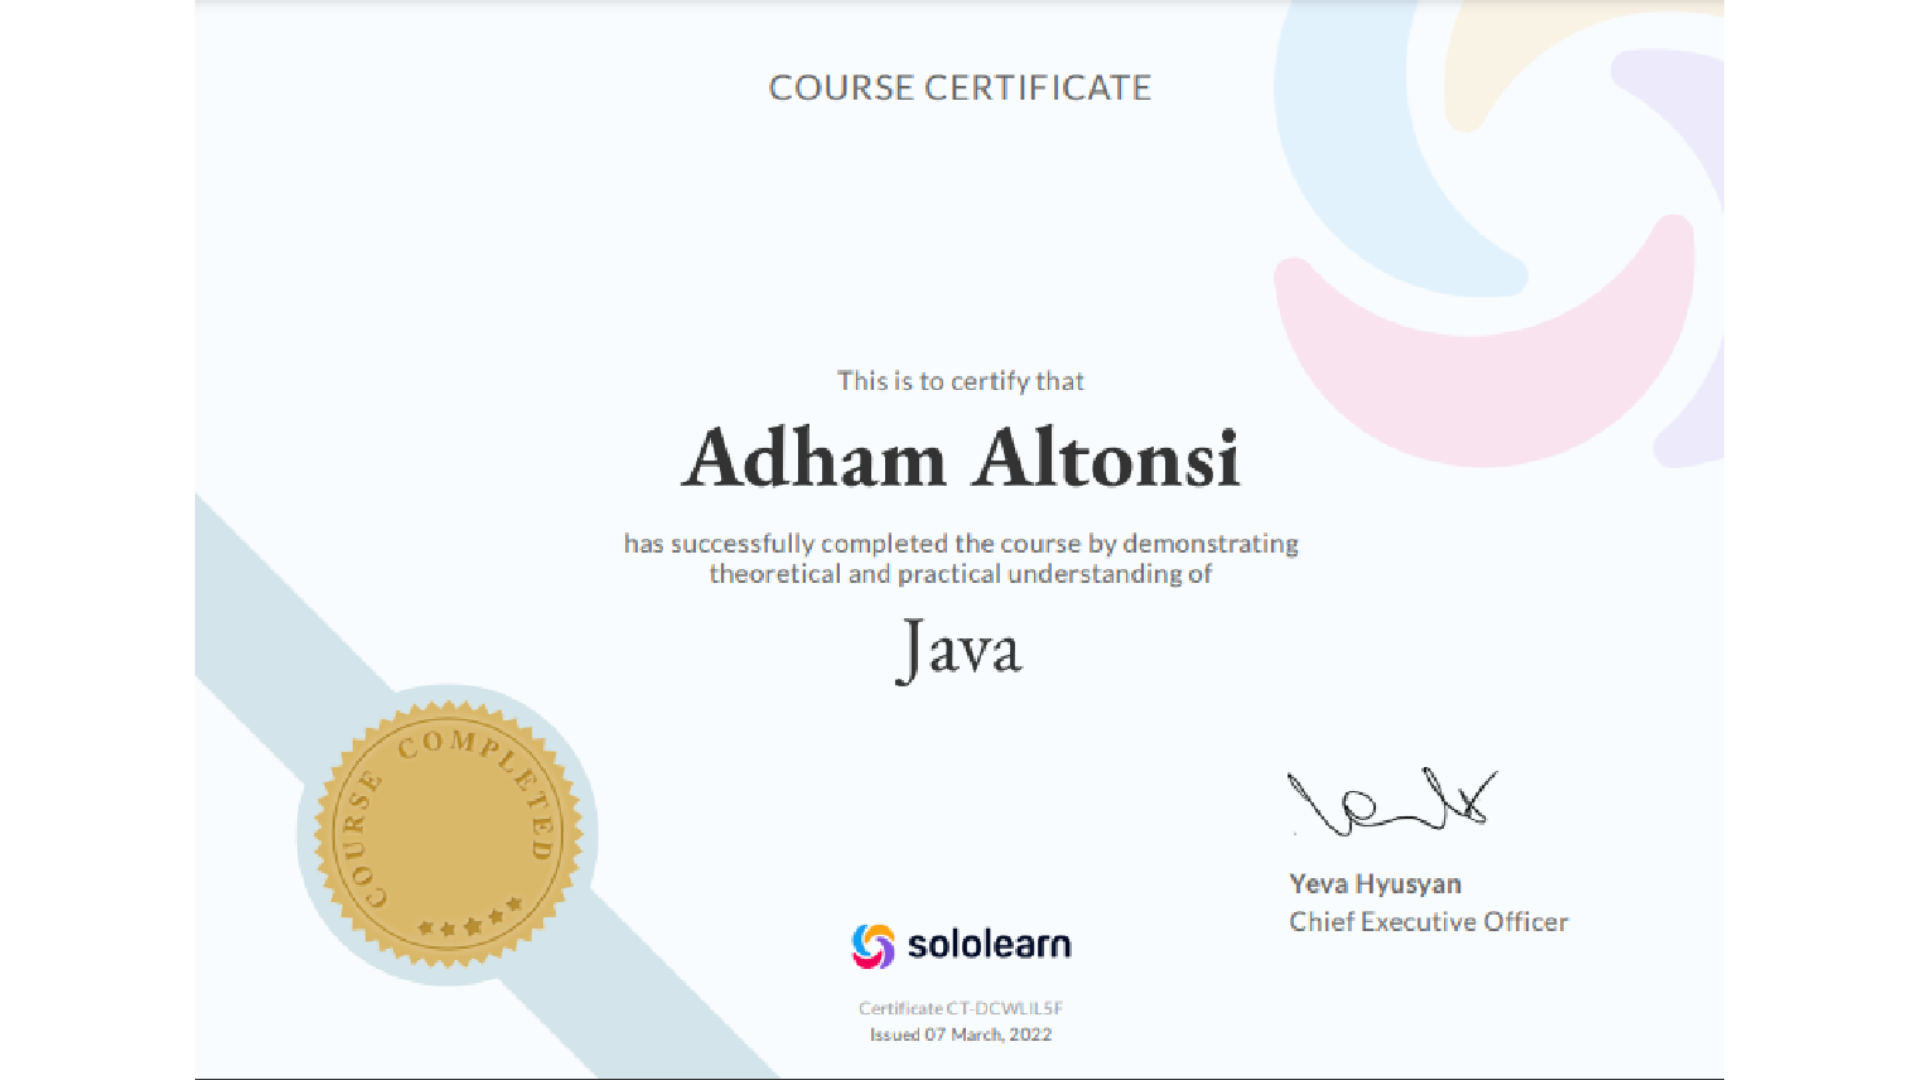 COURSE CERTIFICATE
This is to certify that
Adham Altonsi
has successfully completed the course by demonstrating
theoretical and practical understanding of
Java
COURSE COMPLETED
Yeva Hyusyan
Chief Executive Officer
sololearn
Certificate CT-DCWLIL5F
Issued 07 March, 2022